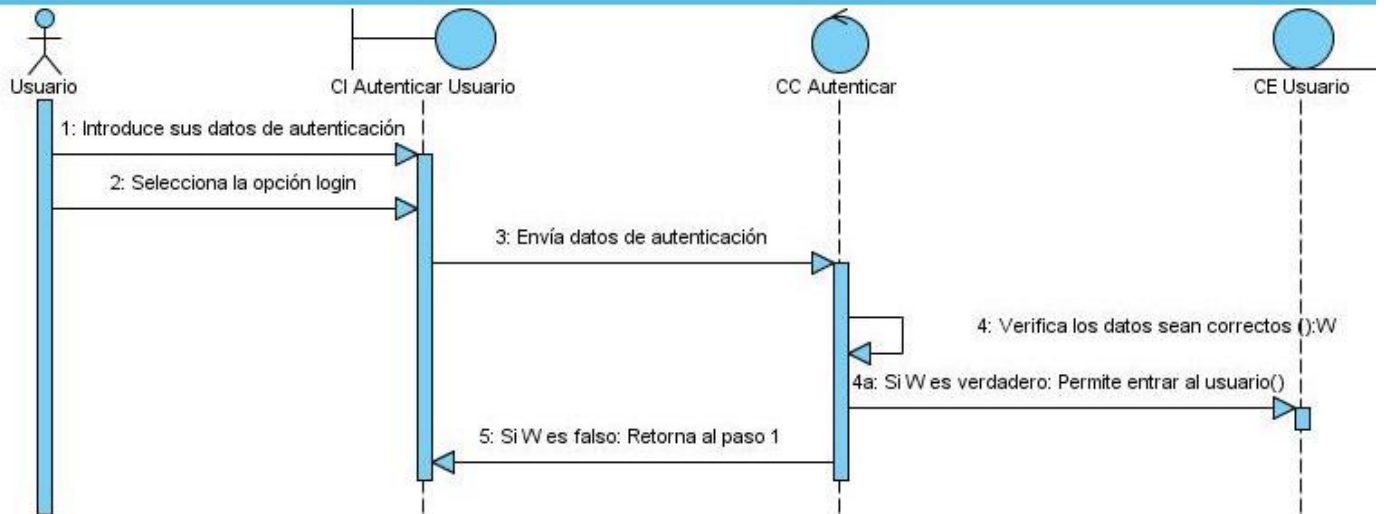 Usuario
CI Autenticar Usuario
CC Autenticar
CE Usuario
1: Introduce sus datos de autenticación
2: Selecciona la opción login
3: Envía datos de autenticación
4: Verifica los datos sean correctos ():W
4a: Si W es verdadero: Permite entrar al usuario()
5: Si W es falso: Retorna al paso 1